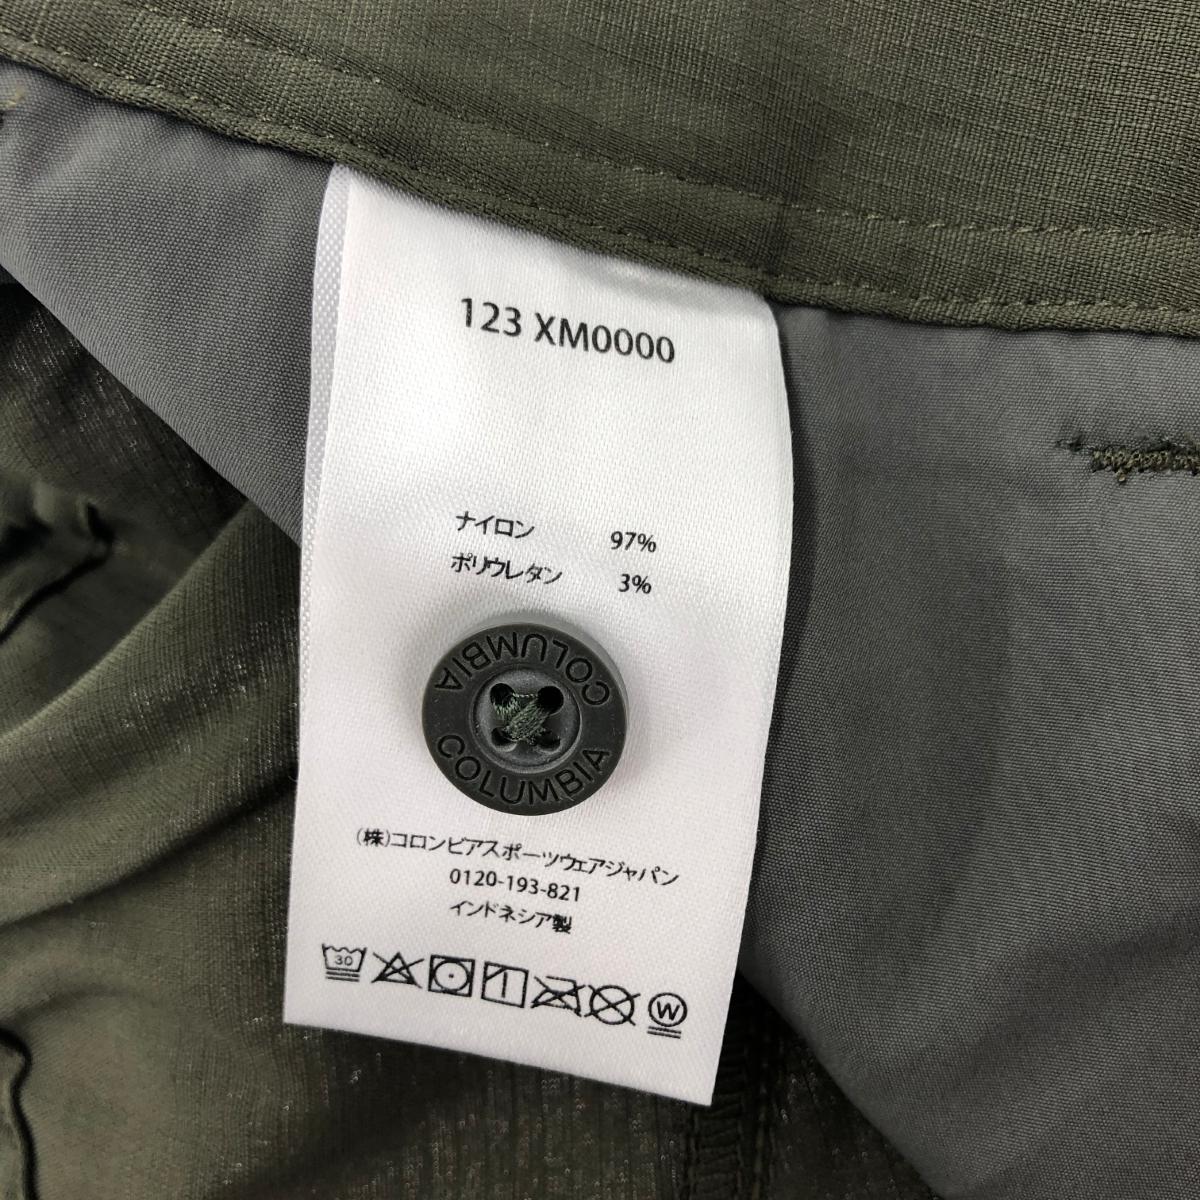 123 XM0000
ナイロン 97%
ポリウレタン 3%
COLUMBIA
COLUMBIA
(株)コロンビアスポーツウェアジャパン
0120-193-821
インドネシア製
30
W